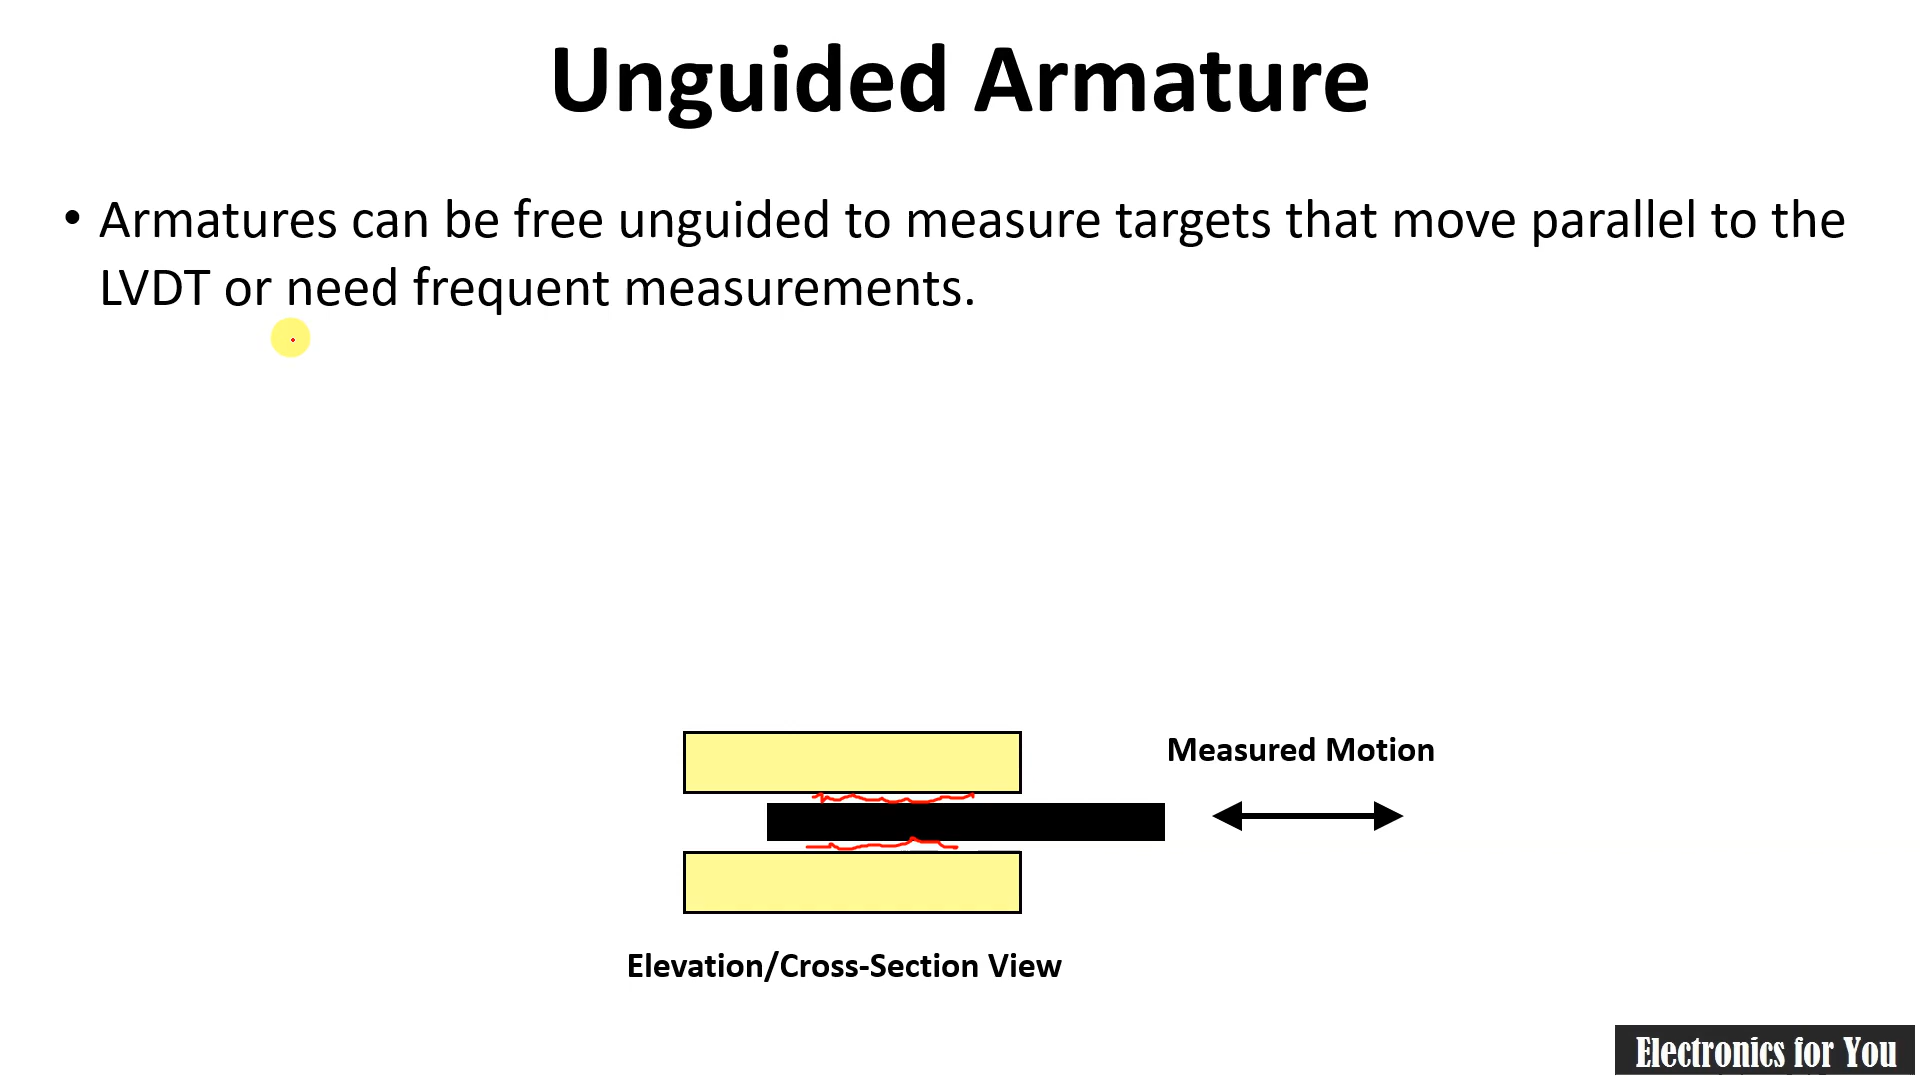 Unguided Armature
• Armatures can be free unguided to measure targets that move parallel to the
LVDT or need frequent measurements.
Measured Motion
Elevation/Cross-Section View
Electronics for You